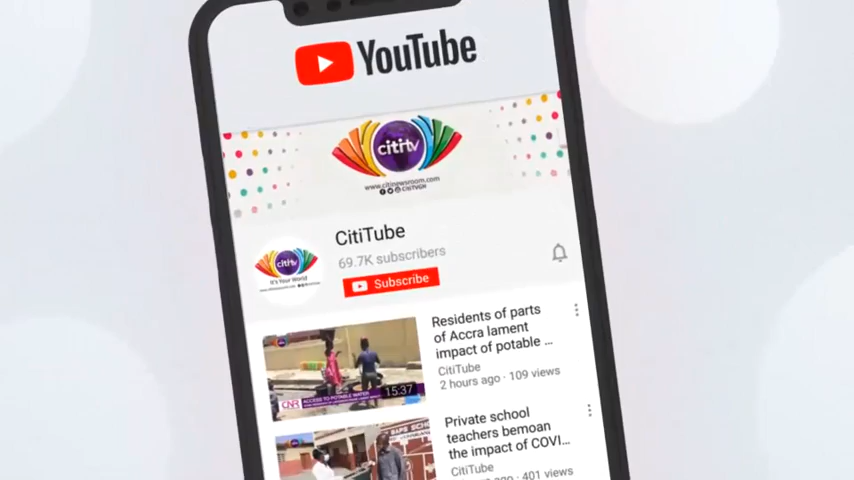 YouTube
citi tv
www.citinewsroom.com
CitiTube
69.7K subscribers
citi tv
It's Your World
Subscribe
Residents of parts
of Accra lament
impact of potable ...
CitiTube
2 hours ago · 109 views
15:37
CNR
ACCESS TO POTABLE WATER
Private school
teachers bemoan
the impact of COVI...
CitiTube
ago · 401 views